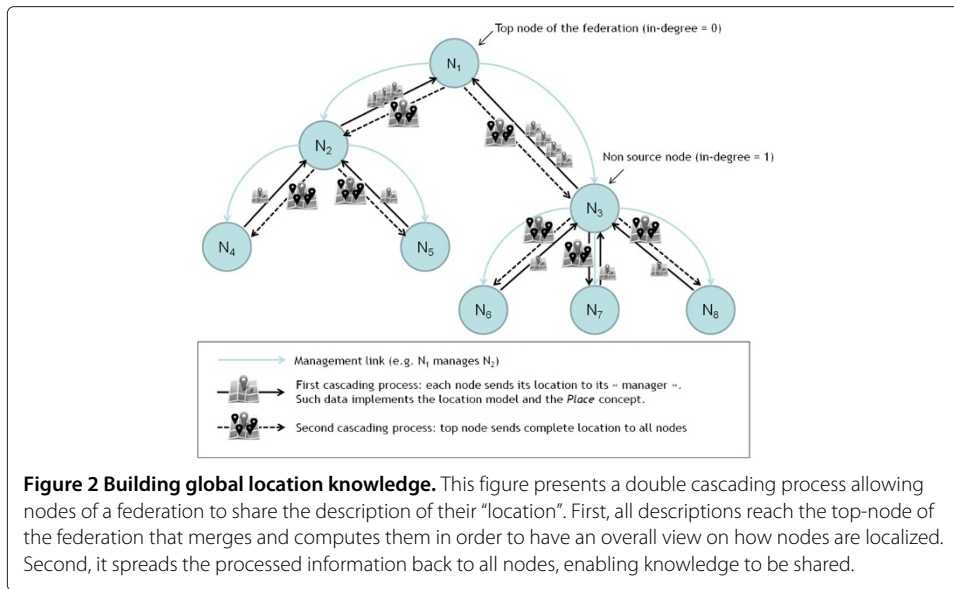 Top node of the federation (in-degree = 0)
N1
N2
Non source node (in-degree = 1)
N3
N4
N5
N6
N7
N8
Management link (e.g. N1 manages N2)
First cascading process: each node sends its location to its « manager ».
Such data implements the location model and the Place concept.
Second cascading process: top node sends complete location to all nodes
Figure 2 Building global location knowledge. This figure presents a double cascading process allowing
nodes of a federation to share the description of their “location”. First, all descriptions reach the top-node of
the federation that merges and computes them in order to have an overall view on how nodes are localized.
Second, it spreads the processed information back to all nodes, enabling knowledge to be shared.